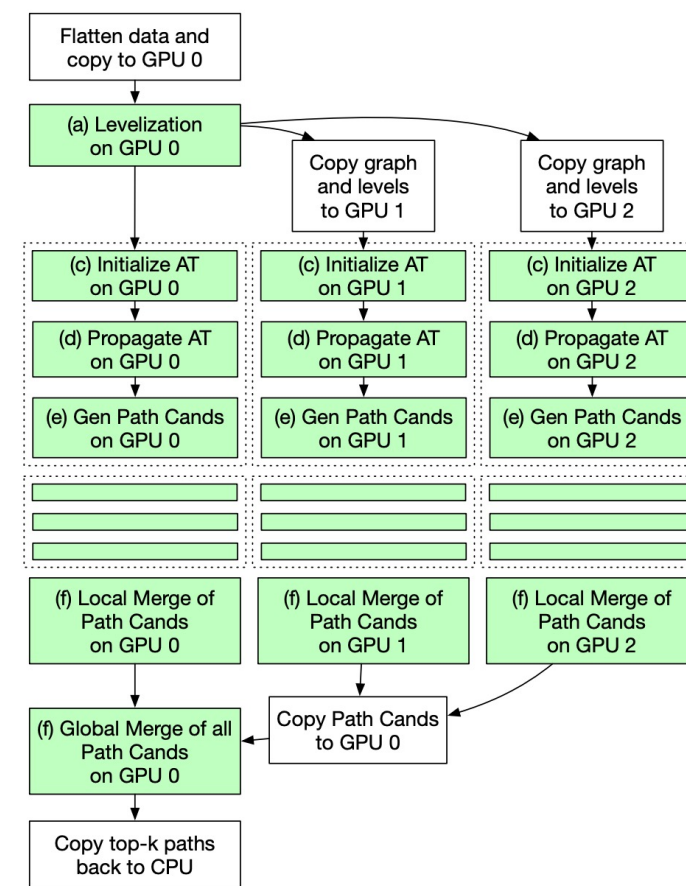 Flatten data and
copy to GPU 0
(a) Levelization
on GPU 0
Copy graph
and levels
to GPU 1
Copy graph
and levels
to GPU 2
(c) Initialize AT
on GPU 0
(d) Propagate AT
on GPU 0
(e) Gen Path Cands
on GPU 0
(c) Initialize AT
on GPU 1
(d) Propagate AT
on GPU 1
(e) Gen Path Cands
on GPU 1
(c) Initialize AT
on GPU 2
(d) Propagate AT
on GPU 2
(e) Gen Path Cands
on GPU 2
(f) Local Merge of
Path Cands
on GPU 0
(f) Local Merge of
Path Cands
on GPU 1
(f) Local Merge of
Path Cands
on GPU 2
Copy Path Cands
to GPU 0
(f) Global Merge of all
Path Cands
on GPU 0
Copy top-k paths
back to CPU